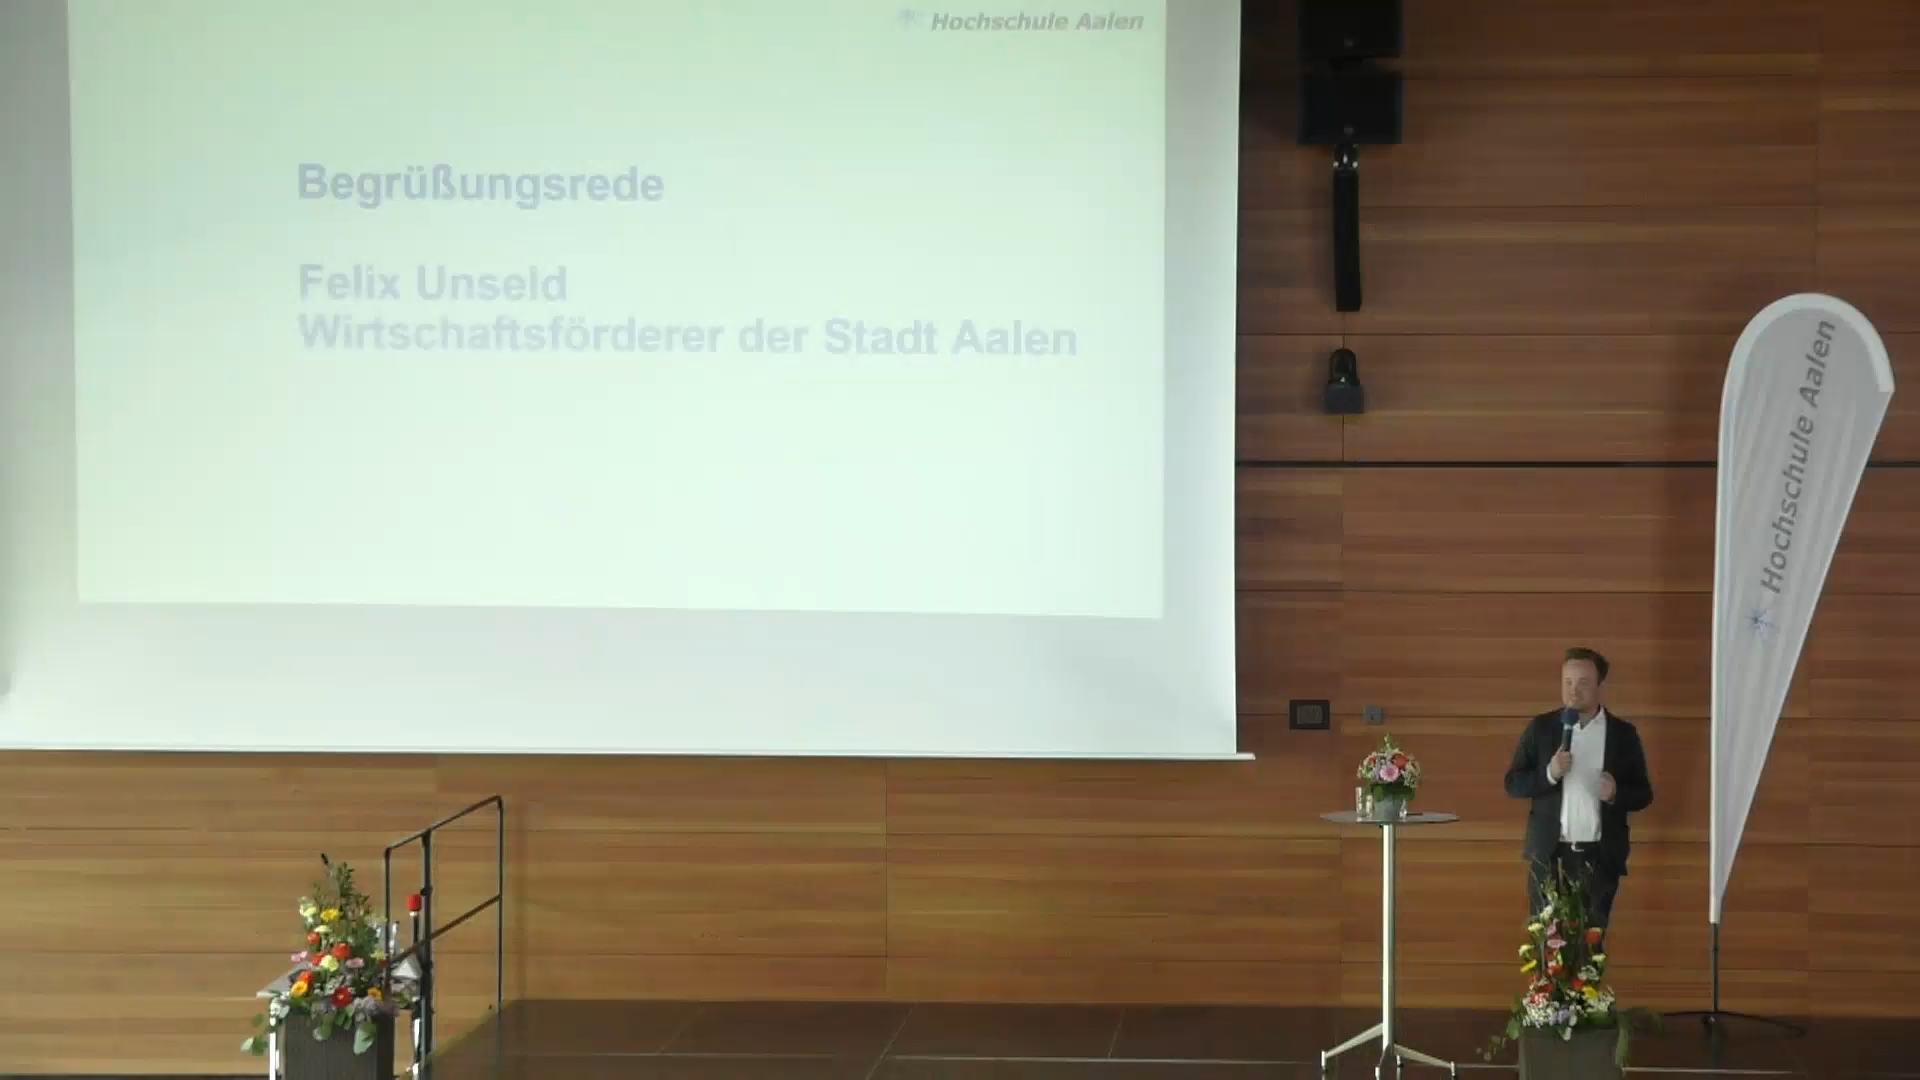 Hochschule Aalen
Begrüßungsrede
Felix Unseld
Wirtschaftsförderer der Stadt Aalen
Hochschule Aalen